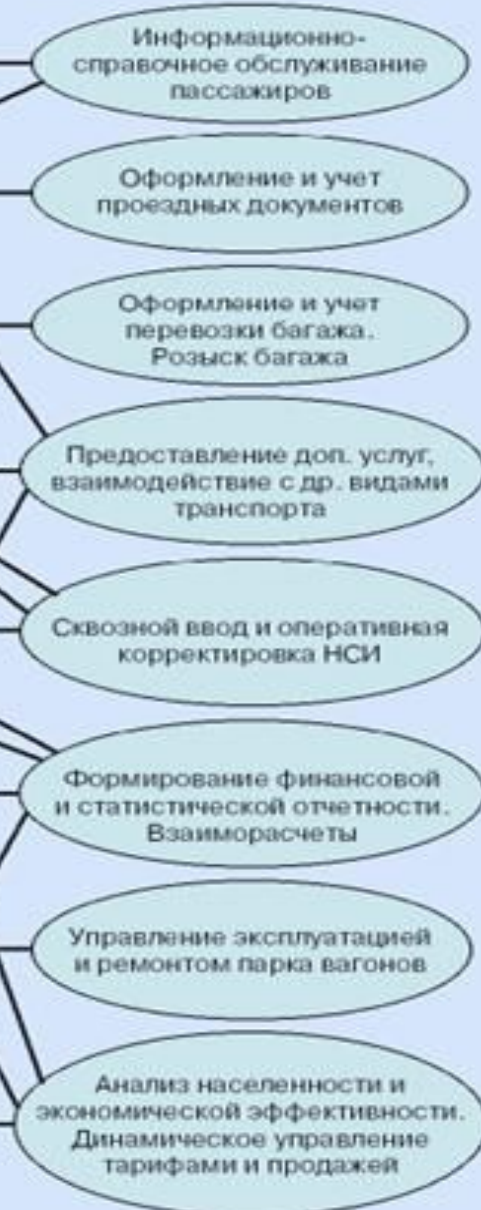 Информационно-
справочное обслуживание
пассажиров
Оформление и учет
проездных документов
Оформление и учет
перевозки багажа.
Розыск багажа
Предоставление доп. услуг,
взаимодействие с др. видами
транспорта
Сквозной ввод и оперативная
корректировка НСИ
Формирование финансовой
и статистической отчетности.
Взаиморасчеты
Управление эксплуатацией
и ремонтом парка вагонов
Анализ населенности и
экономической эффективности.
Динамическое управление
тарифами и продажей